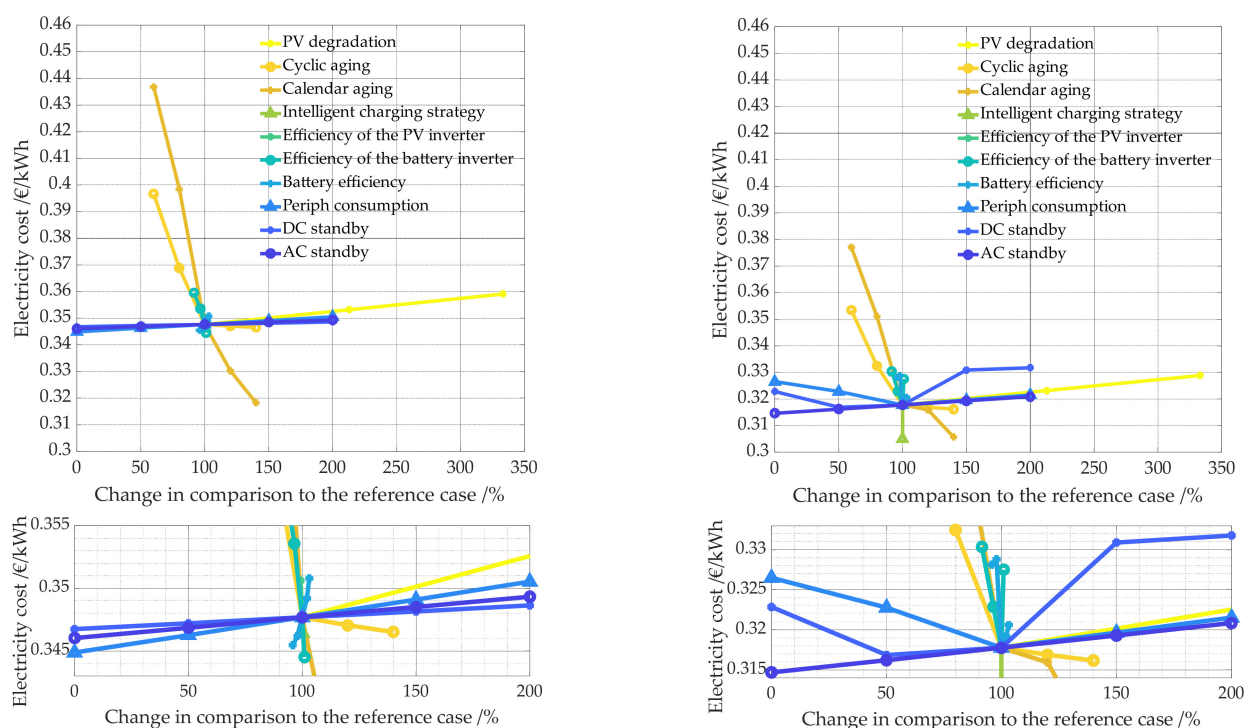 0.46
0.45
0.44
0.43
0.42
0.41
0.4
0.39
0.38
0.37
0.36
0.35
0.34
0.33
0.32
0.31
0.3
Electricity cost /€/kWh
PV degradation
Cyclic aging
Calendar aging
Intelligent charging strategy
Efficiency of the PV inverter
Efficiency of the battery inverter
Battery efficiency
Periph consumption
DC standby
AC standby
0 50 100 150 200 250 300 350
Change in comparison to the reference case /%
0.355
0.35
0.345
Electricity cost /€/kWh
0 50 100 150 200
Change in comparison to the reference case /%
0.46
0.45
0.44
0.43
0.42
0.41
0.4
0.39
0.38
0.37
0.36
0.35
0.34
0.33
0.32
0.31
0.3
Electricity cost /€/kWh
PV degradation
Cyclic aging
Calendar aging
Intelligent charging strategy
Efficiency of the PV inverter
Efficiency of the battery inverter
Battery efficiency
Periph consumption
DC standby
AC standby
0 50 100 150 200 250 300 350
Change in comparison to the reference case /%
0.33
0.325
0.32
0.315
Electricity cost /€/kWh
0 50 100 150 200
Change in comparison to the reference case /%